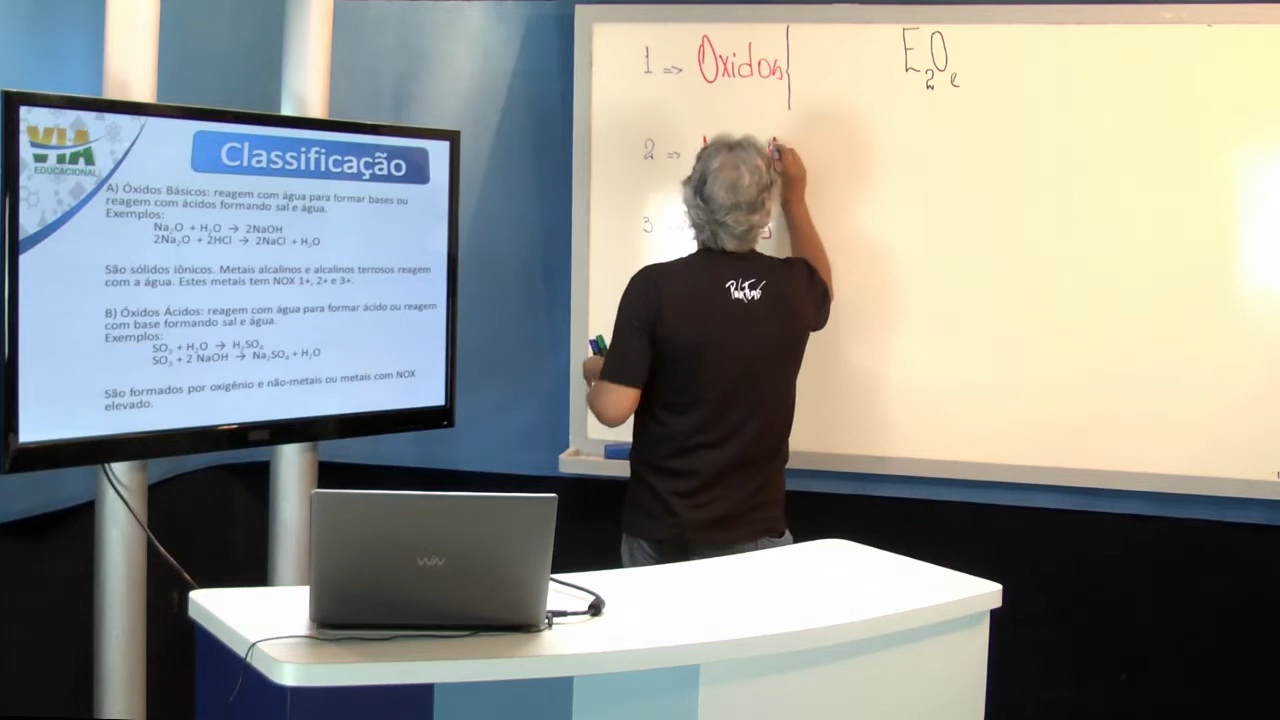 VIA
EDUCACIONAL
Classificação
A) Óxidos Básicos: reagem com água para formar bases ou
reagem com ácidos formando sal e água.
Exemplos:
Na₂O + H₂O → 2NaOH
2Na₂O + 2HCl → 2NaCl + H₂O
São sólidos iônicos. Metais alcalinos e alcalinos terrosos reagem
com a água. Estes metais tem NOX 1+, 2+ e 3+.
B) Óxidos Ácidos: reagem com água para formar ácido ou reagem
com base formando sal e água.
Exemplos:
SO₃ + H₂O → H₂SO₄
SO₃ + 2 NaOH → Na₂SO₄ + H₂O
São formados por oxigênio e não-metais ou metais com NOX
elevado.
1 => Oxidos
E₂O e
2 =>
3